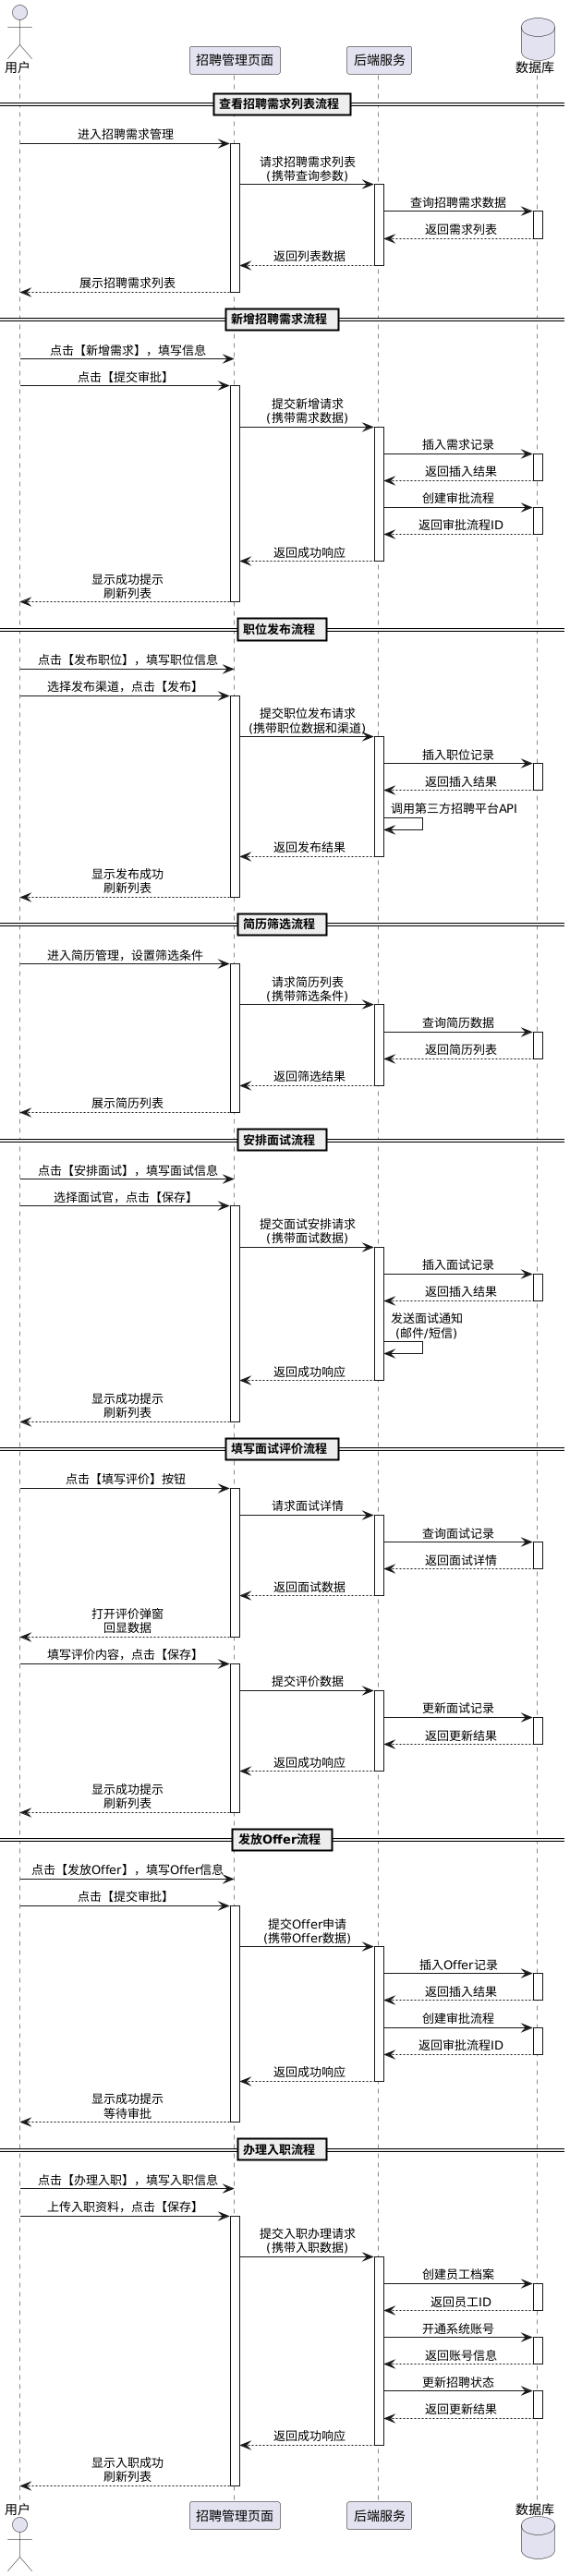 用户
招聘管理页面
后端服务
数据库
查看招聘需求列表流程
进入招聘需求管理
请求招聘需求列表
(携带查询参数)
查询招聘需求数据
返回需求列表
返回列表数据
展示招聘需求列表
新增招聘需求流程
点击【新增需求】，填写信息
点击【提交审批】
提交新增请求
(携带需求数据)
插入需求记录
返回插入结果
创建审批流程
返回审批流程ID
返回成功响应
显示成功提示
刷新列表
职位发布流程
点击【发布职位】，填写职位信息
选择发布渠道，点击【发布】
提交职位发布请求
(携带职位数据和渠道)
插入职位记录
返回插入结果
调用第三方招聘平台API
返回发布结果
显示发布成功
刷新列表
简历筛选流程
进入简历管理，设置筛选条件
请求简历列表
(携带筛选条件)
查询简历数据
返回简历列表
返回筛选结果
展示简历列表
安排面试流程
点击【安排面试】，填写面试信息
选择面试官，点击【保存】
提交面试安排请求
(携带面试数据)
插入面试记录
返回插入结果
发送面试通知
(邮件/短信)
返回成功响应
显示成功提示
刷新列表
填写面试评价流程
点击【填写评价】按钮
请求面试详情
查询面试记录
返回面试详情
返回面试数据
打开评价弹窗
回显数据
填写评价内容，点击【保存】
提交评价数据
更新面试记录
返回更新结果
返回成功响应
显示成功提示
刷新列表
发放Offer流程
点击【发放Offer】，填写Offer信息
点击【提交审批】
提交Offer申请
(携带Offer数据)
插入Offer记录
返回插入结果
创建审批流程
返回审批流程ID
返回成功响应
显示成功提示
等待审批
办理入职流程
点击【办理入职】，填写入职信息
上传入职资料，点击【保存】
提交入职办理请求
(携带入职数据)
创建员工档案
返回员工ID
开通系统账号
返回账号信息
更新招聘状态
返回更新结果
返回成功响应
显示入职成功
刷新列表
用户
招聘管理页面
后端服务
数据库